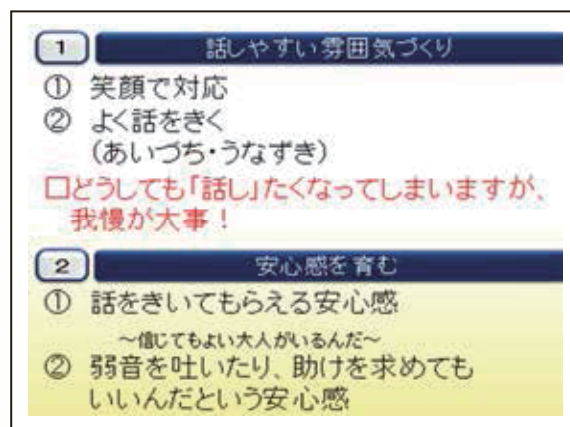 1 話しやすい雰囲気づくり
① 笑顔で対応
② よく話をきく
(あいづち・うなずき)
□どうしても「話し」たくなってしまいますが、
我慢が大事！
2 安心感を育む
① 話をきいてもらえる安心感
～信じてもよい大人がいるんだ～
② 弱音を吐いたり、助けを求めても
いいんだという安心感